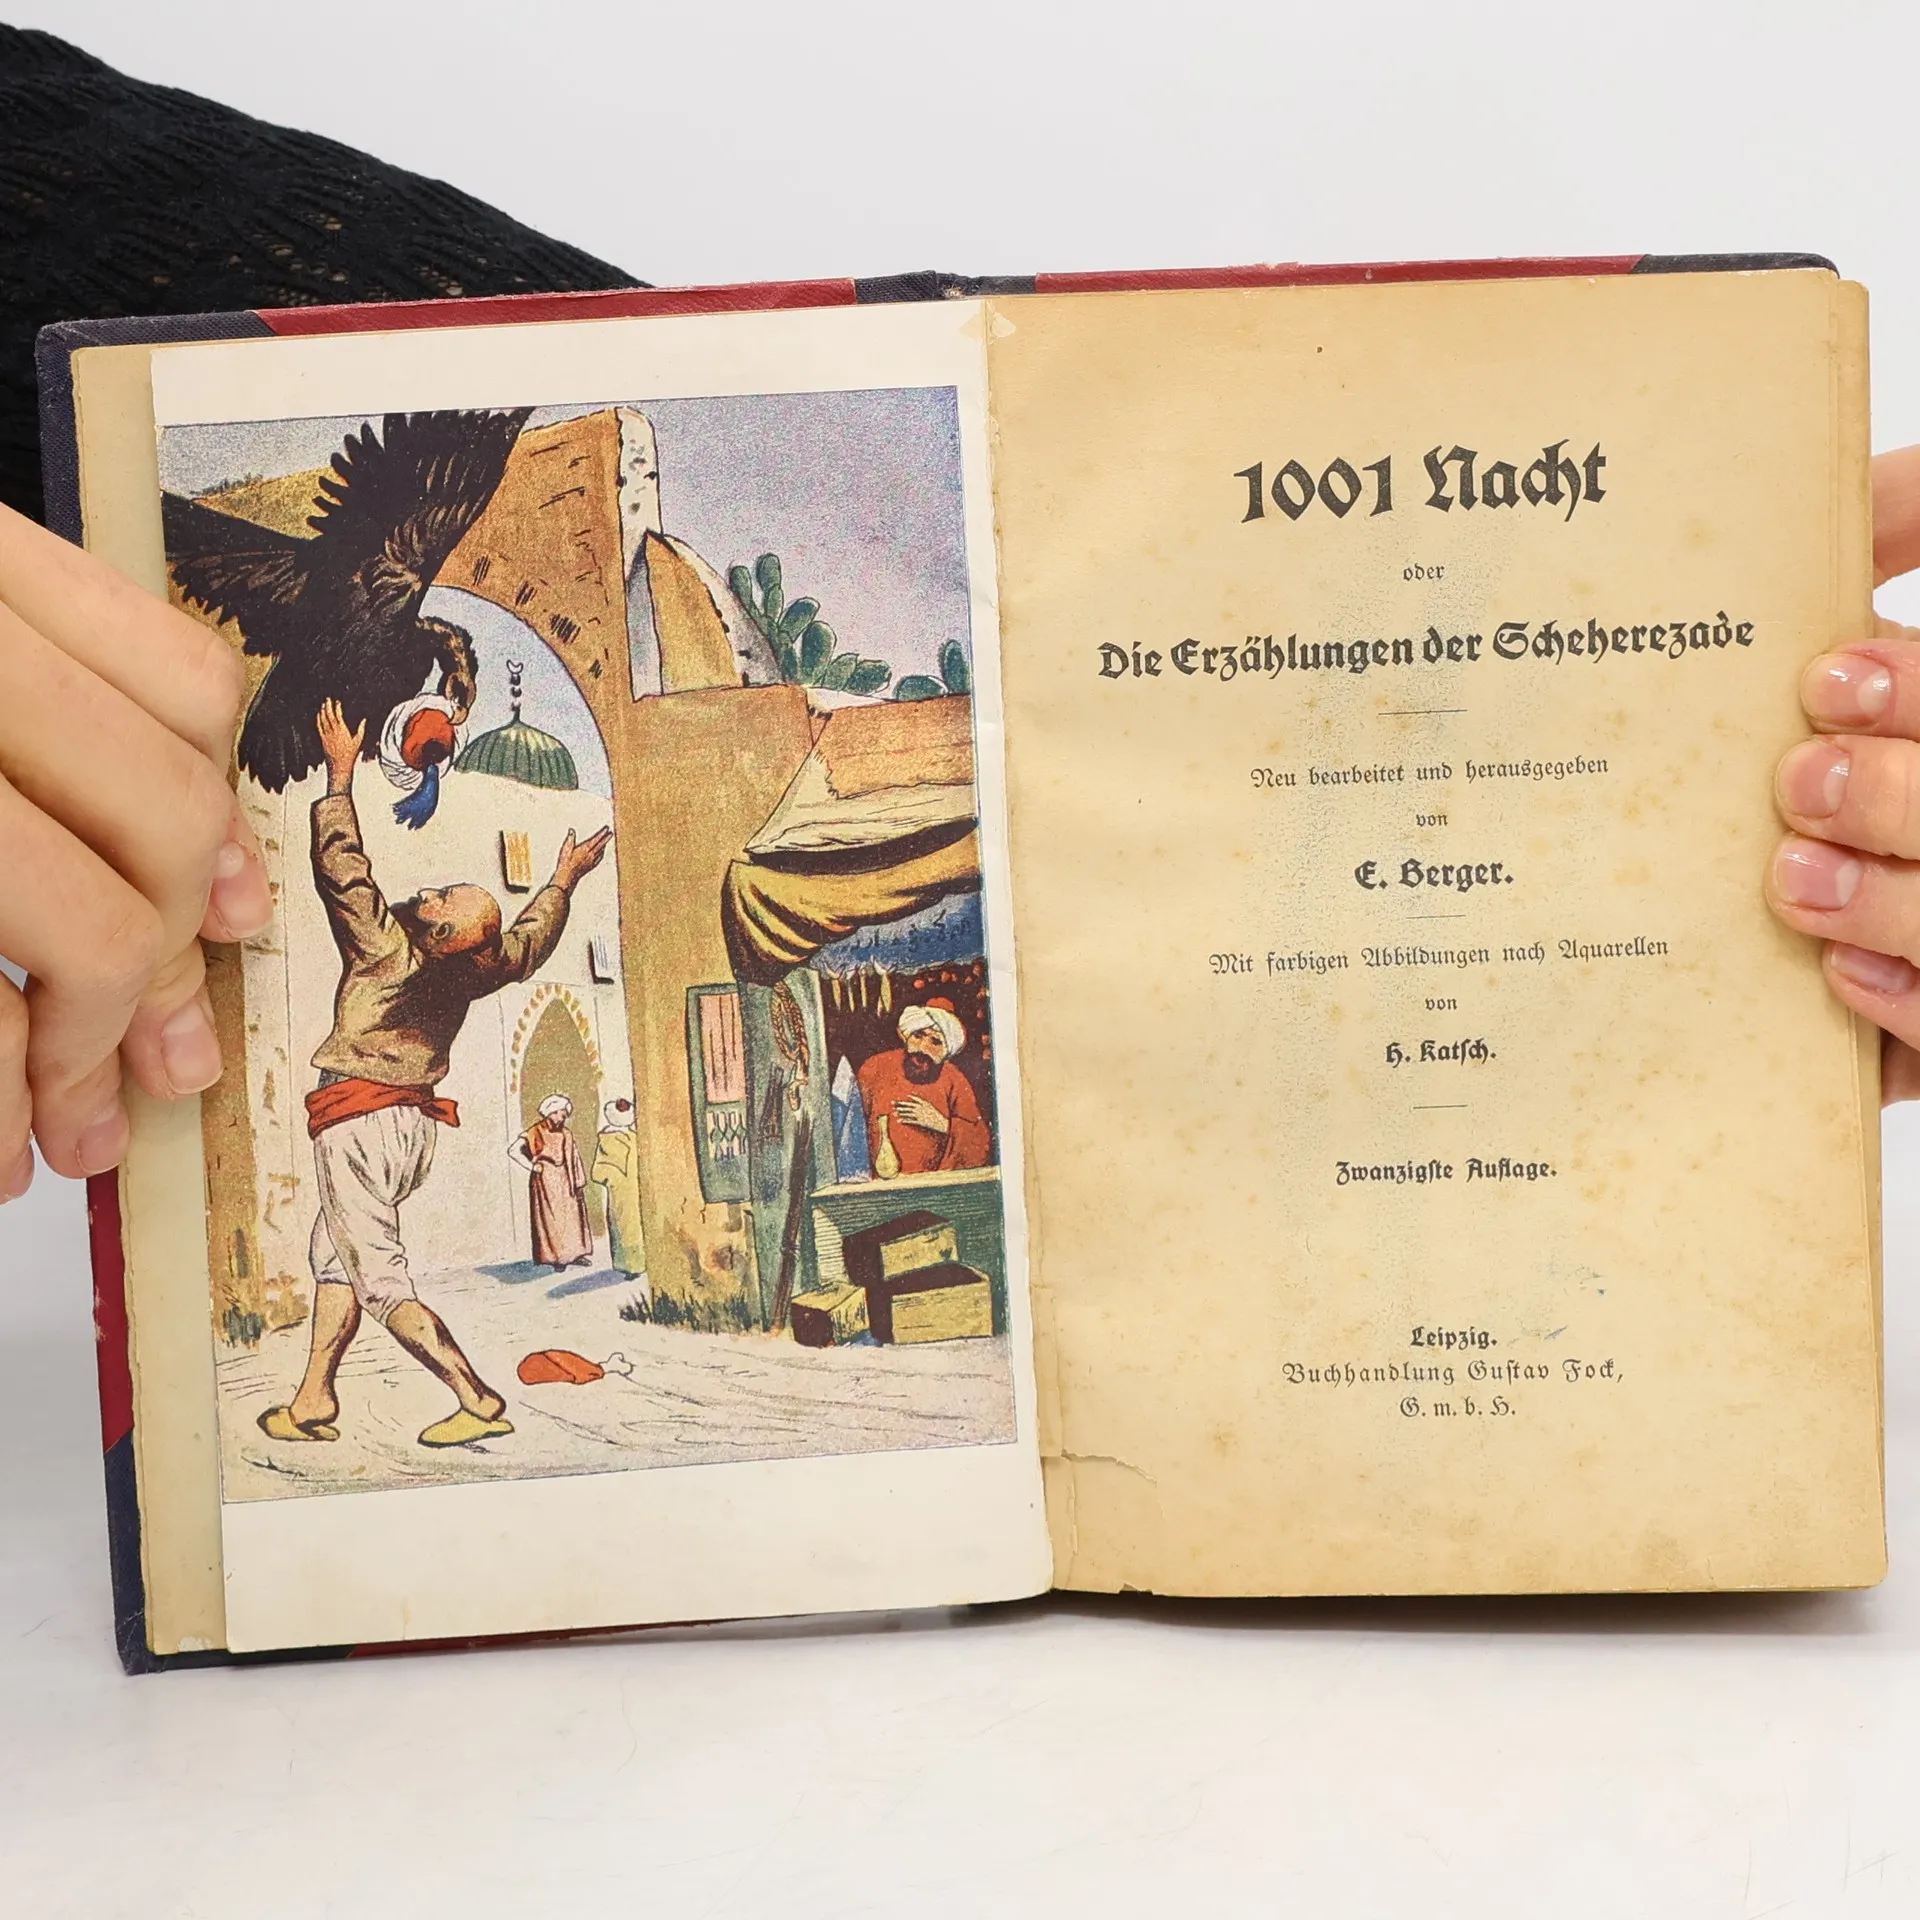 1001 Nacht
oder
Die Erzählungen der Scheherezade
Neu bearbeitet und herausgegeben
von
E. Berger.
Mit farbigen Abbildungen nach Aquarellen
von
H. Katsch.
Zwanzigste Auflage.
Leipzig.
Buchhandlung Gustav Fock,
G. m. b. H.